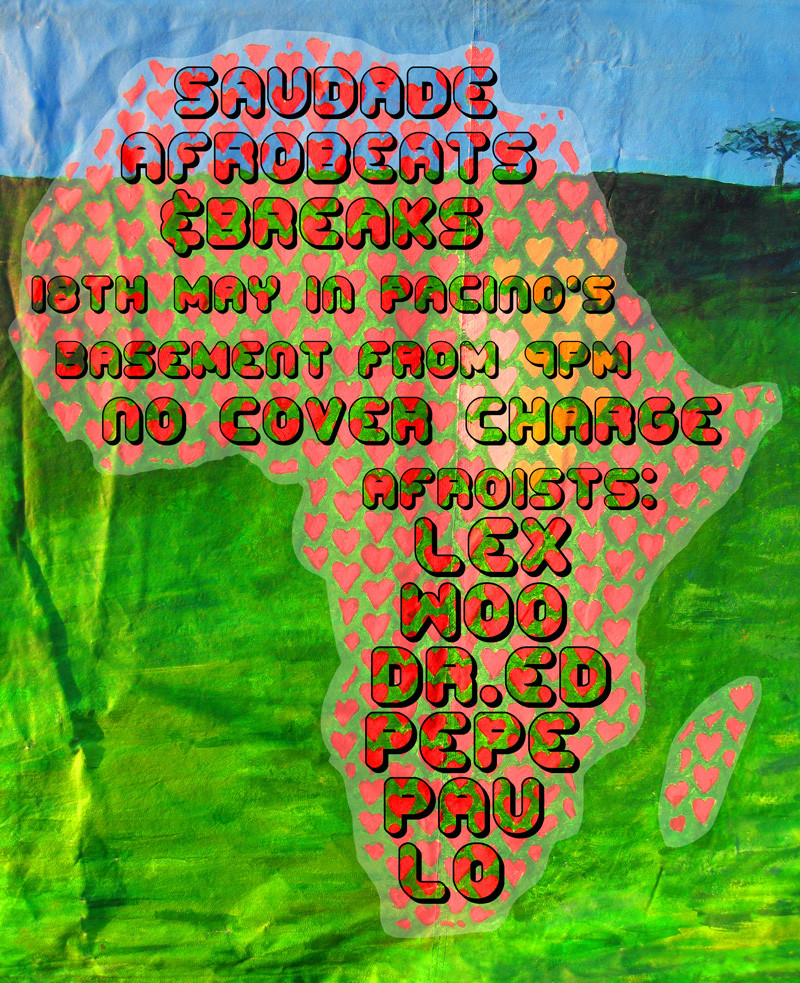 SAUDADE
AFROBEATS
&BREAKS
18TH MAY IN PACINO'S
BASEMENT FROM 9PM
NO COVER CHARGE
AFROISTS:
LEX
WOO
DR.ED
PEPE
PAU
LO